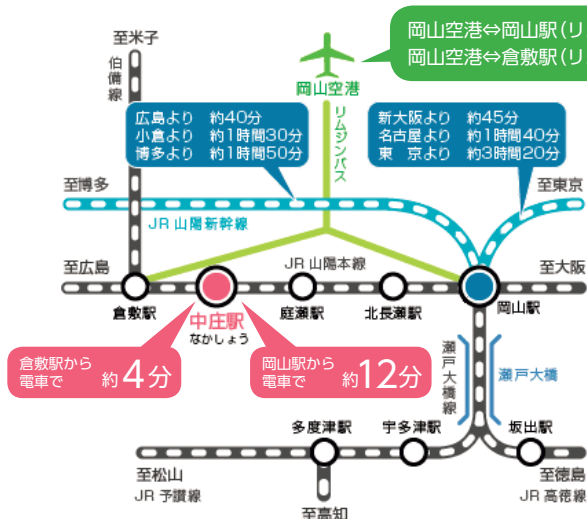 岡山空港⇔岡山駅(リ
岡山空港⇔倉敷駅(リ
至米子
伯備線
岡山空港
リムジンバス
広島より 約40分
小倉より 約1時間30分
博多より 約1時間50分
新大阪より 約45分
名古屋より 約1時間40分
東 京より 約3時間20分
至博多
至東京
JR 山陽新幹線
至広島
JR 山陽本線
至大阪
倉敷駅
中庄駅
なかしょう
庭瀬駅
北長瀬駅
岡山駅
倉敷駅から
電車で 約4分
岡山駅から
電車で 約12分
瀬戸大橋線
瀬戸大橋
多度津駅
宇多津駅
坂出駅
至松山
JR 予讃線
至高知
至徳島
JR 高徳線